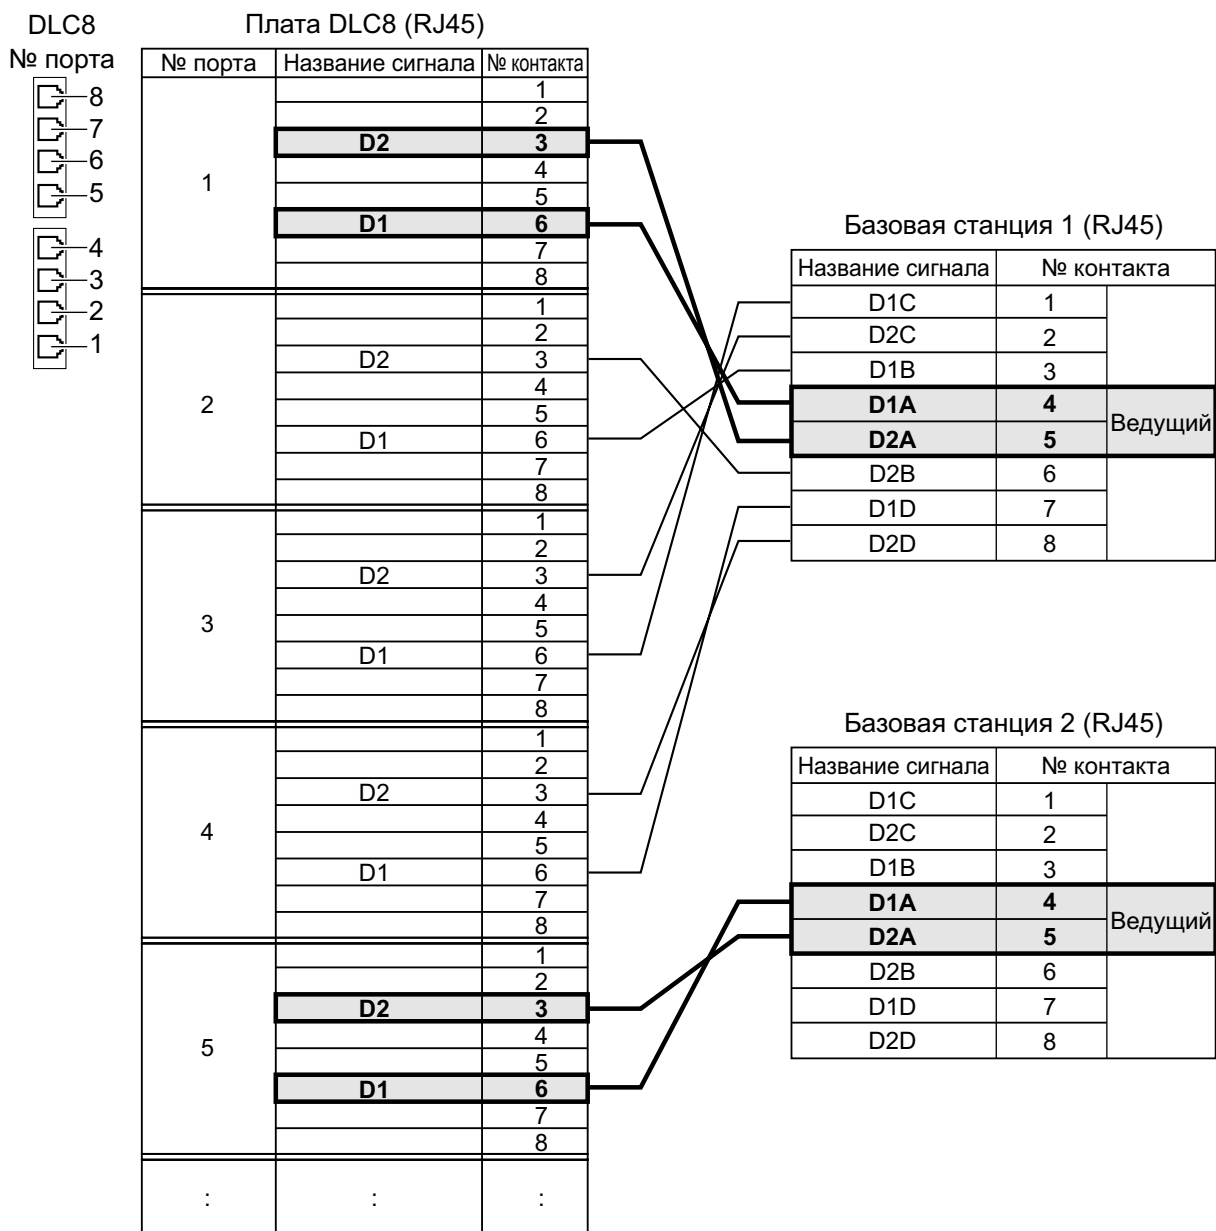 DLC8
№ порта
8
7
6
5
4
3
2
1
Плата DLC8 (RJ45)
№ порта Название сигнала № контакта
1
1
2
D2 3
4
5
D1 6
7
8
2
1
2
D2 3
4
5
D1 6
7
8
3
1
2
D2 3
4
5
D1 6
7
8
4
1
2
D2 3
4
5
D1 6
7
8
5
1
2
D2 3
4
5
D1 6
7
8
: : :
Базовая станция 1 (RJ45)
Название сигнала № контакта
D1C 1
D2C 2
D1B 3
D1A 4
D2A 5
Ведущий
D2B 6
D1D 7
D2D 8
Базовая станция 2 (RJ45)
Название сигнала № контакта
D1C 1
D2C 2
D1B 3
D1A 4
D2A 5
Ведущий
D2B 6
D1D 7
D2D 8